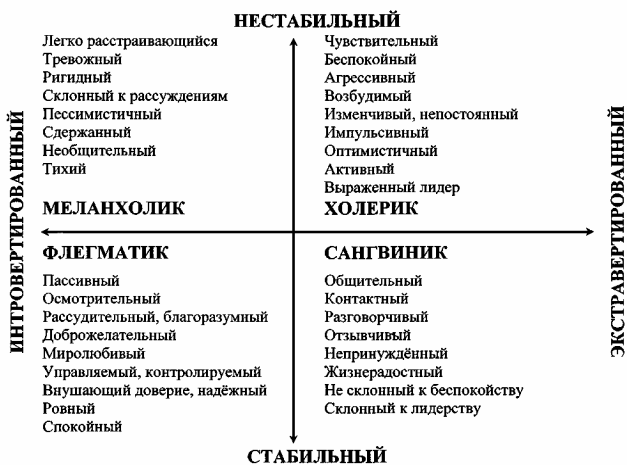 НЕСТАБИЛЬНЫЙ
Легко расстраивающийся
Тревожный
Ригидный
Склонный к рассуждениям
Пессимистичный
Сдержанный
Необщительный
Тихий
МЕЛАНХОЛИК
Чувствительный
Беспокойный
Агрессивный
Возбудимый
Изменчивый, непостоянный
Импульсивный
Оптимистичный
Активный
Выраженный лидер
ХОЛЕРИК
ИНТРОВЕРТИРОВАННЫЙ
ЭКСТРАВЕРТИРОВАННЫЙ
ФЛЕГМАТИК
Пассивный
Осмотрительный
Рассудительный, благоразумный
Доброжелательный
Миролюбивый
Управляемый, контролируемый
Внушающий доверие, надёжный
Ровный
Спокойный
САНГВИНИК
Общительный
Контактный
Разговорчивый
Отзывчивый
Непринуждённый
Жизнерадостный
Не склонный к беспокойству
Склонный к лидерству
СТАБИЛЬНЫЙ